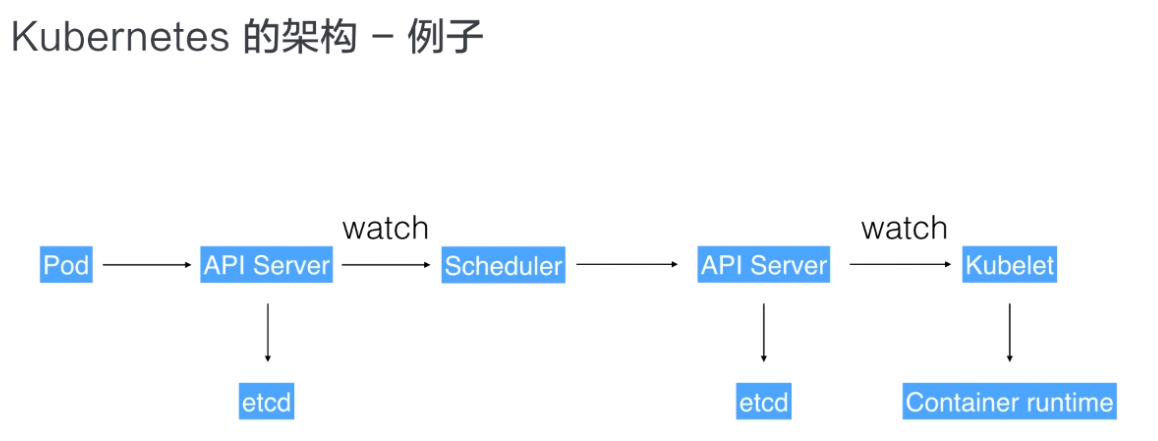 Kubernetes 的架构 – 例子
watch
watch
Pod
API Server
Scheduler
API Server
Kubelet
etcd
etcd
Container runtime